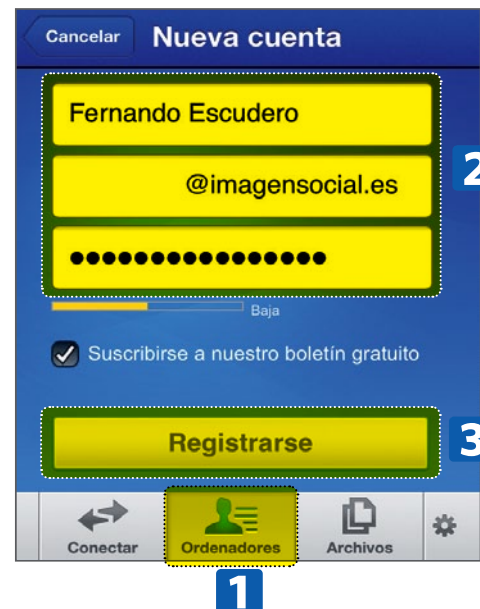 Cancelar Nueva cuenta
Fernando Escudero
@imagensocial.es
2
••••••••••••••••
Baja
Suscribirse a nuestro boletín gratuito
Registrarse
3
Conectar Ordenadores Archivos
1